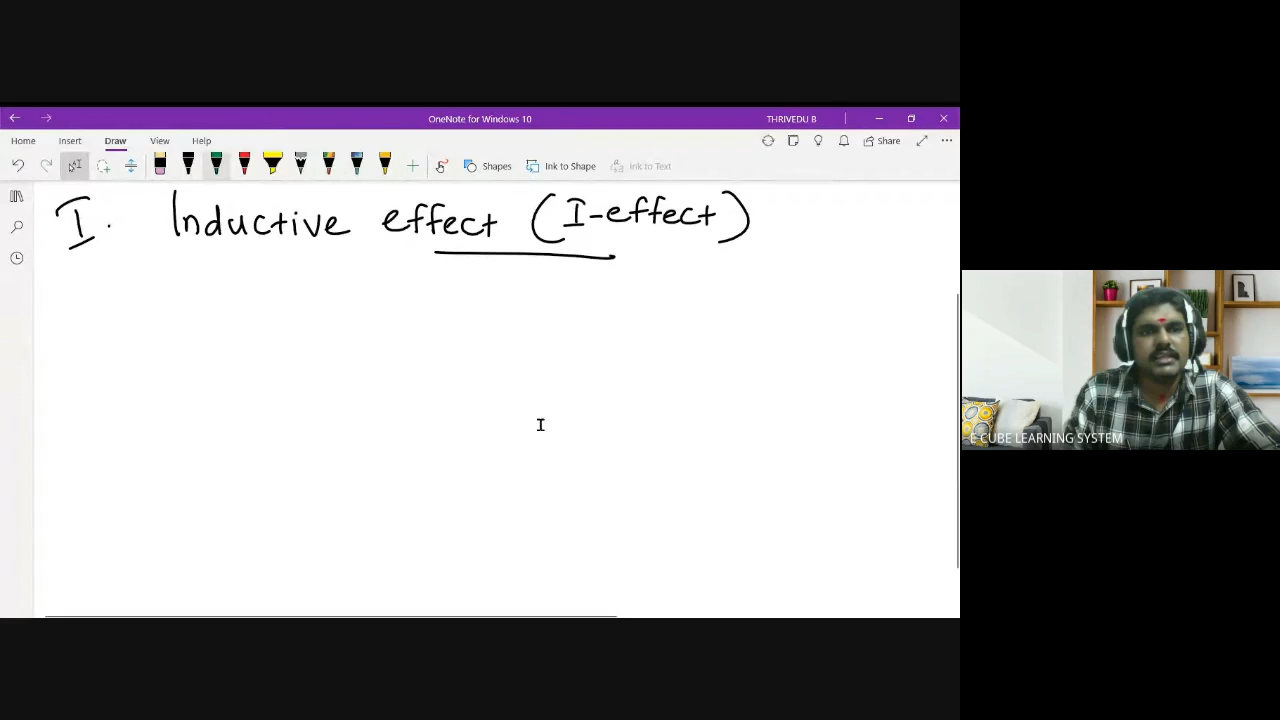 OneNote for Windows 10
THRIVEDU B
Home Insert Draw View Help
Share
Shapes Ink to Shape Ink to Text
I. Inductive effect (I-effect)
E CUBE LEARNING SYSTEM